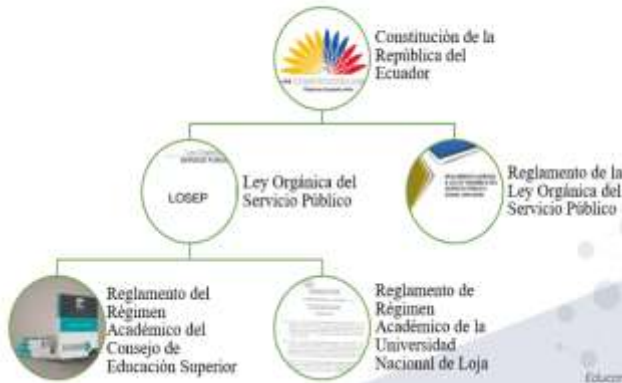 Constitución de la
República del
Ecuador
LOSEP
Ley Orgánica del
Servicio Público
Reglamento de la
Ley Orgánica del
Servicio Público
Reglamento del
Régimen
Académico del
Consejo de
Educación Superior
Reglamento de
Régimen
Académico de la
Universidad
Nacional de Loja